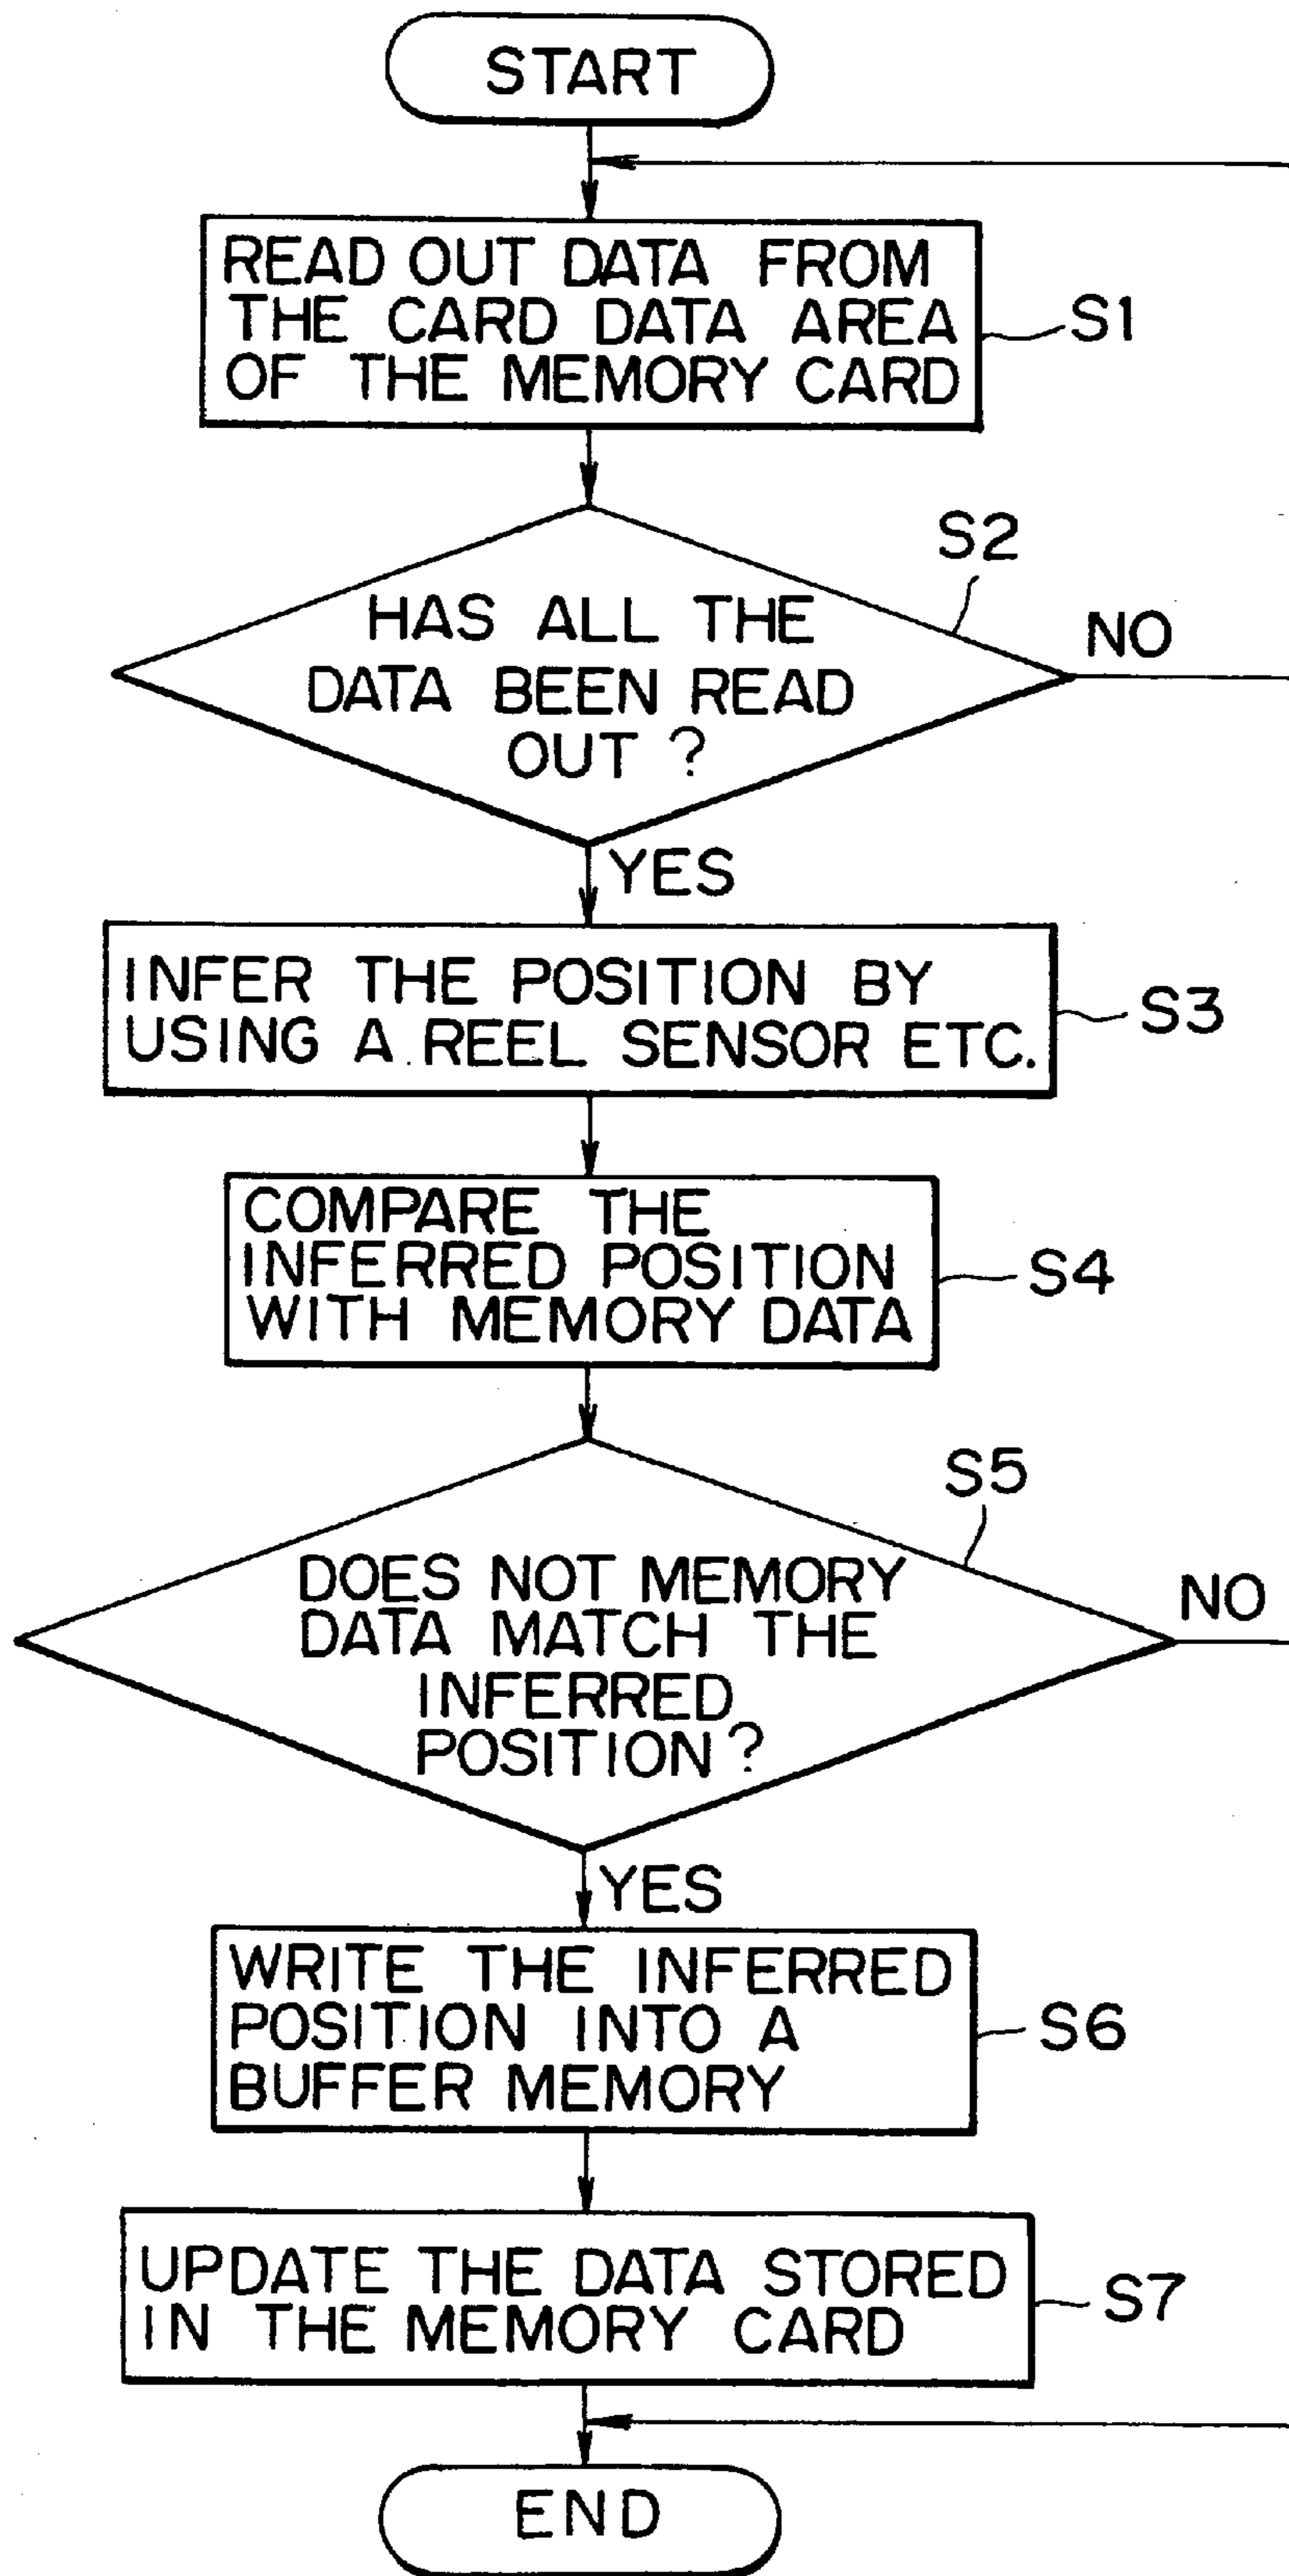 START
READ OUT DATA FROM
THE CARD DATA AREA
OF THE MEMORY CARD
S1
S2
HAS ALL THE
DATA BEEN READ
OUT ?
NO
YES
INFER THE POSITION BY
USING A REEL SENSOR ETC.
S3
COMPARE THE
INFERRED POSITION
WITH MEMORY DATA
S4
S5
DOES NOT MEMORY
DATA MATCH THE
INFERRED
POSITION ?
NO
YES
WRITE THE INFERRED
POSITION INTO A
BUFFER MEMORY
S6
UPDATE THE DATA STORED
IN THE MEMORY CARD
S7
END